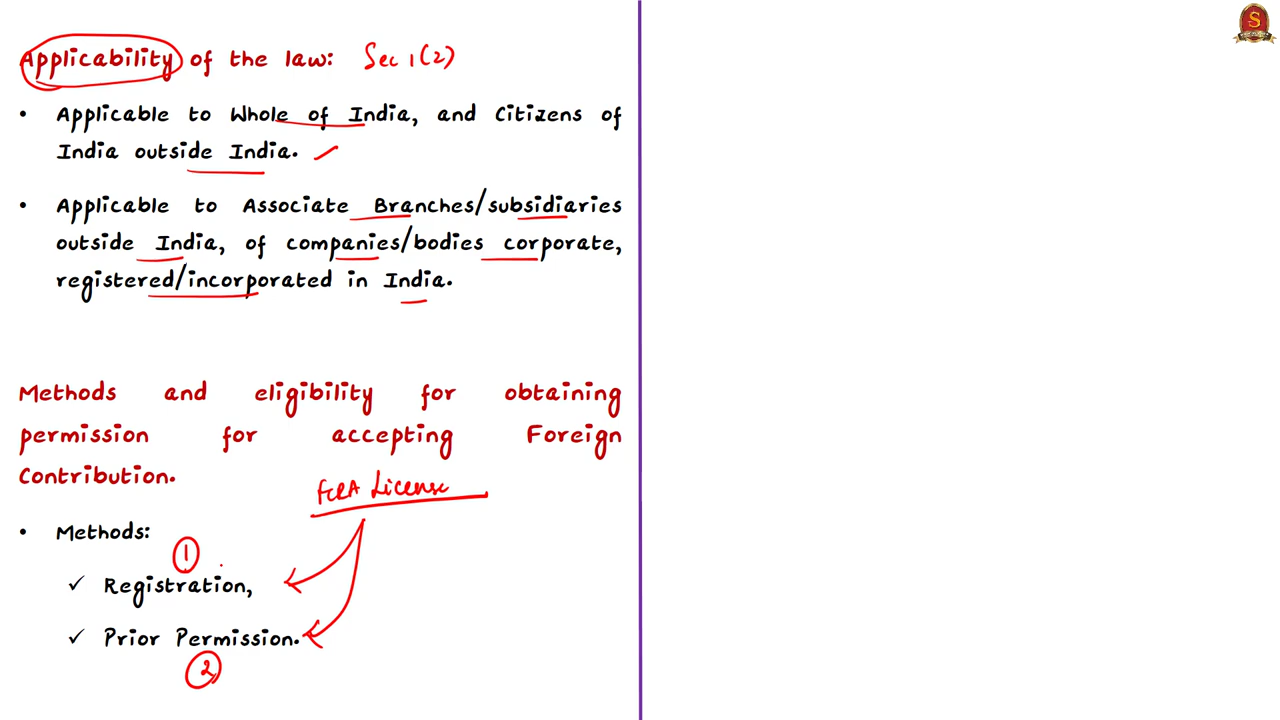 Applicability of the law: Sec 1(2)
• Applicable to Whole of India, and Citizens of
India outside India.
• Applicable to Associate Branches/subsidiaries
outside India, of companies/bodies corporate,
registered/incorporated in India.
Methods and eligibility for obtaining
permission for accepting Foreign
Contribution.
FCRA License
• Methods:
1
✓ Registration,
✓ Prior Permission.
2
S